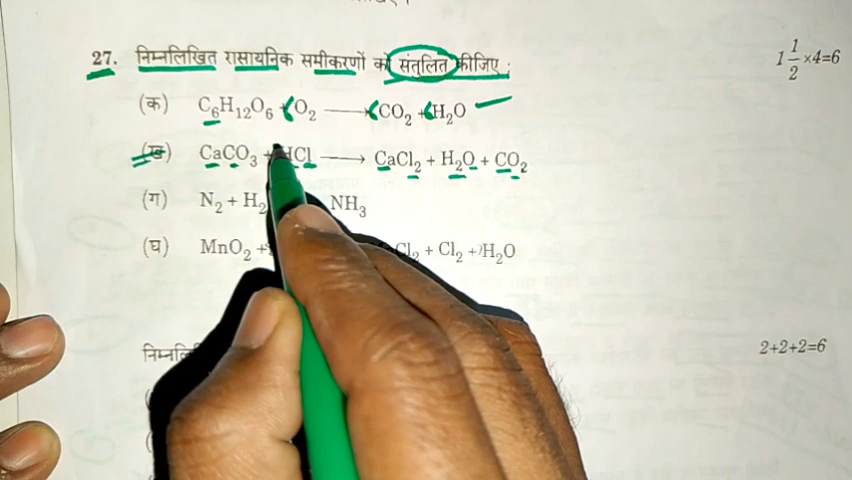 27. निम्नलिखित रासायनिक समीकरणों को संतुलित कीजिए : 1 1/2 ×4=6
(क) C₆H₁₂O₆ + O₂ ⟶ CO₂ + H₂O
(ख) CaCO₃ + HCl ⟶ CaCl₂ + H₂O + CO₂
(ग) N₂ + H₂ NH₃
(घ) MnO₂ + Cl₂ + Cl₂ + H₂O
2+2+2=6